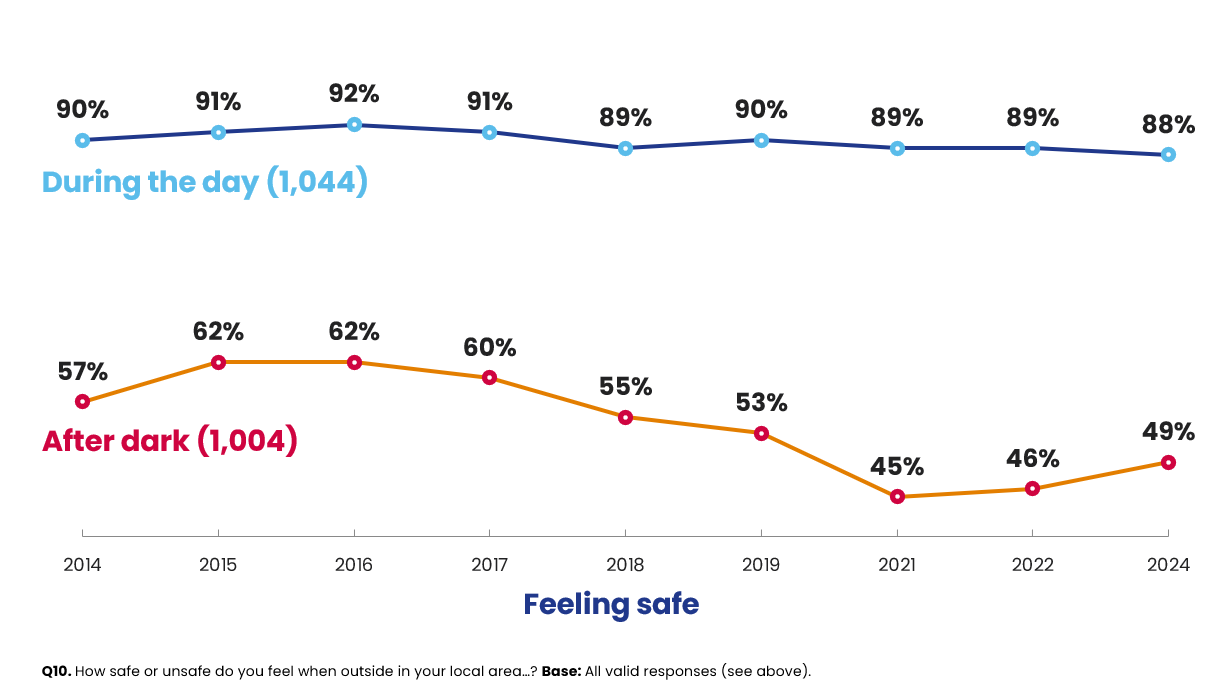 90% 91% 92% 91% 89% 90% 89% 89% 88%
During the day (1,044)
57% 62% 62% 60% 55% 53% 45% 46% 49%
After dark (1,004)
2014 2015 2016 2017 2018 2019 2021 2022 2024
Feeling safe
Q10. How safe or unsafe do you feel when outside in your local area...? Base: All valid responses (see above).